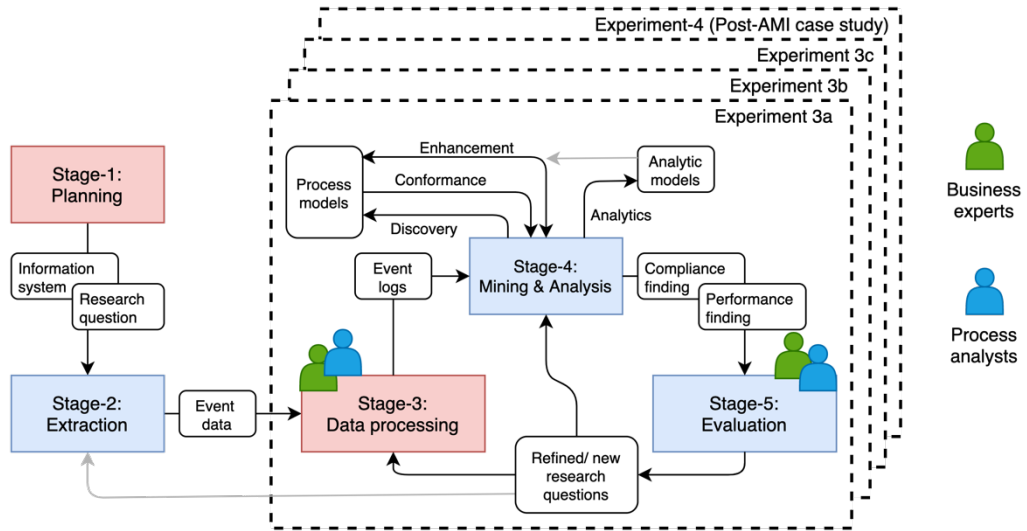 Experiment-4 (Post-AMI case study)
Experiment 3c
Experiment 3b
Experiment 3a
Stage-1:
Planning
Information
system
Research
question
Stage-2:
Extraction
Event
data
Process
models
Enhancement
Conformance
Discovery
Analytic
models
Analytics
Event
logs
Stage-4:
Mining & Analysis
Compliance
finding
Performance
finding
Stage-3:
Data processing
Stage-5:
Evaluation
Refined/ new
research
questions
Business
experts
Process
analysts